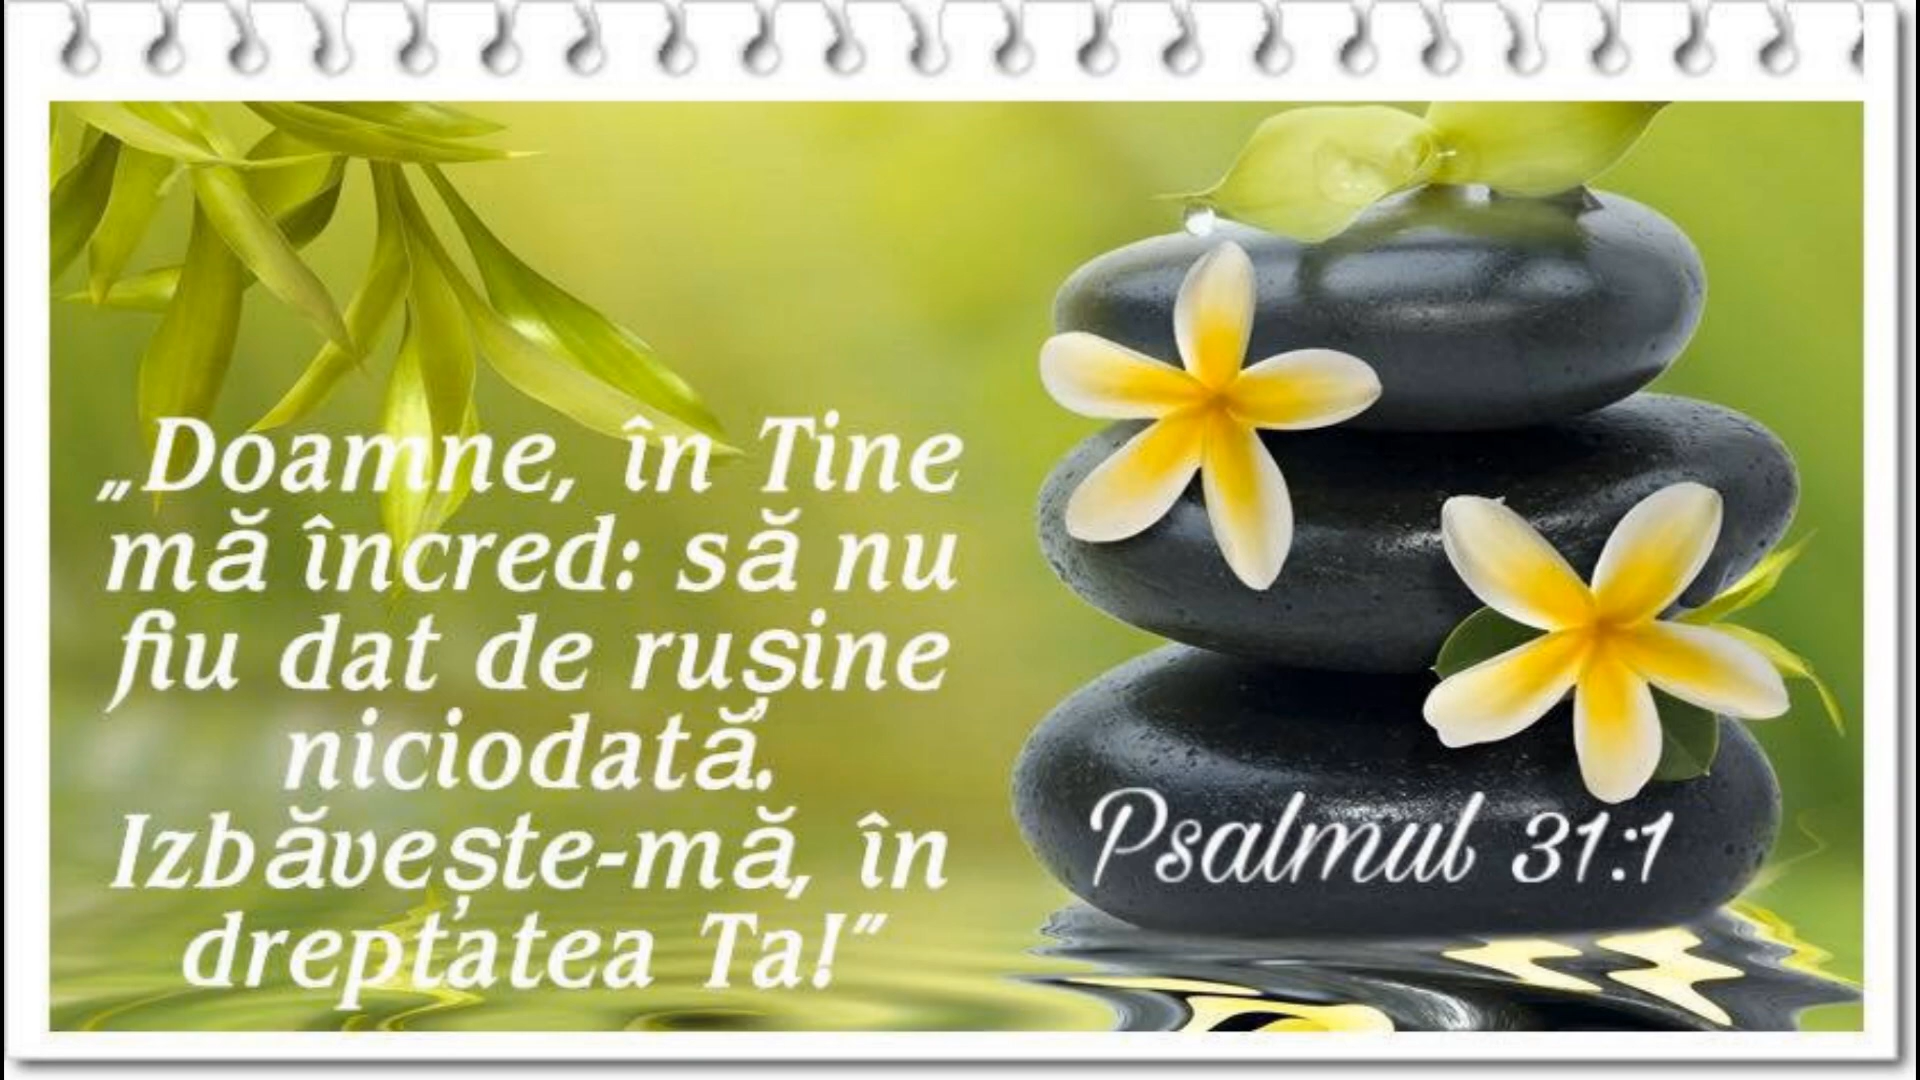 „Doamne, în Tine
mă încred: să nu
fiu dat de rușine
niciodată.
Izbăvește-mă, în
dreptatea Ta!”
Psalmul 31:1